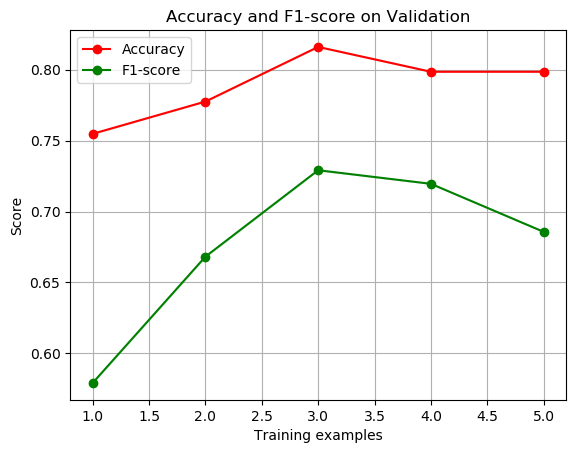 Accuracy and F1-score on Validation
Accuracy
F1-score
0.80
0.75
0.70
0.65
0.60
Score
1.0 1.5 2.0 2.5 3.0 3.5 4.0 4.5 5.0
Training examples